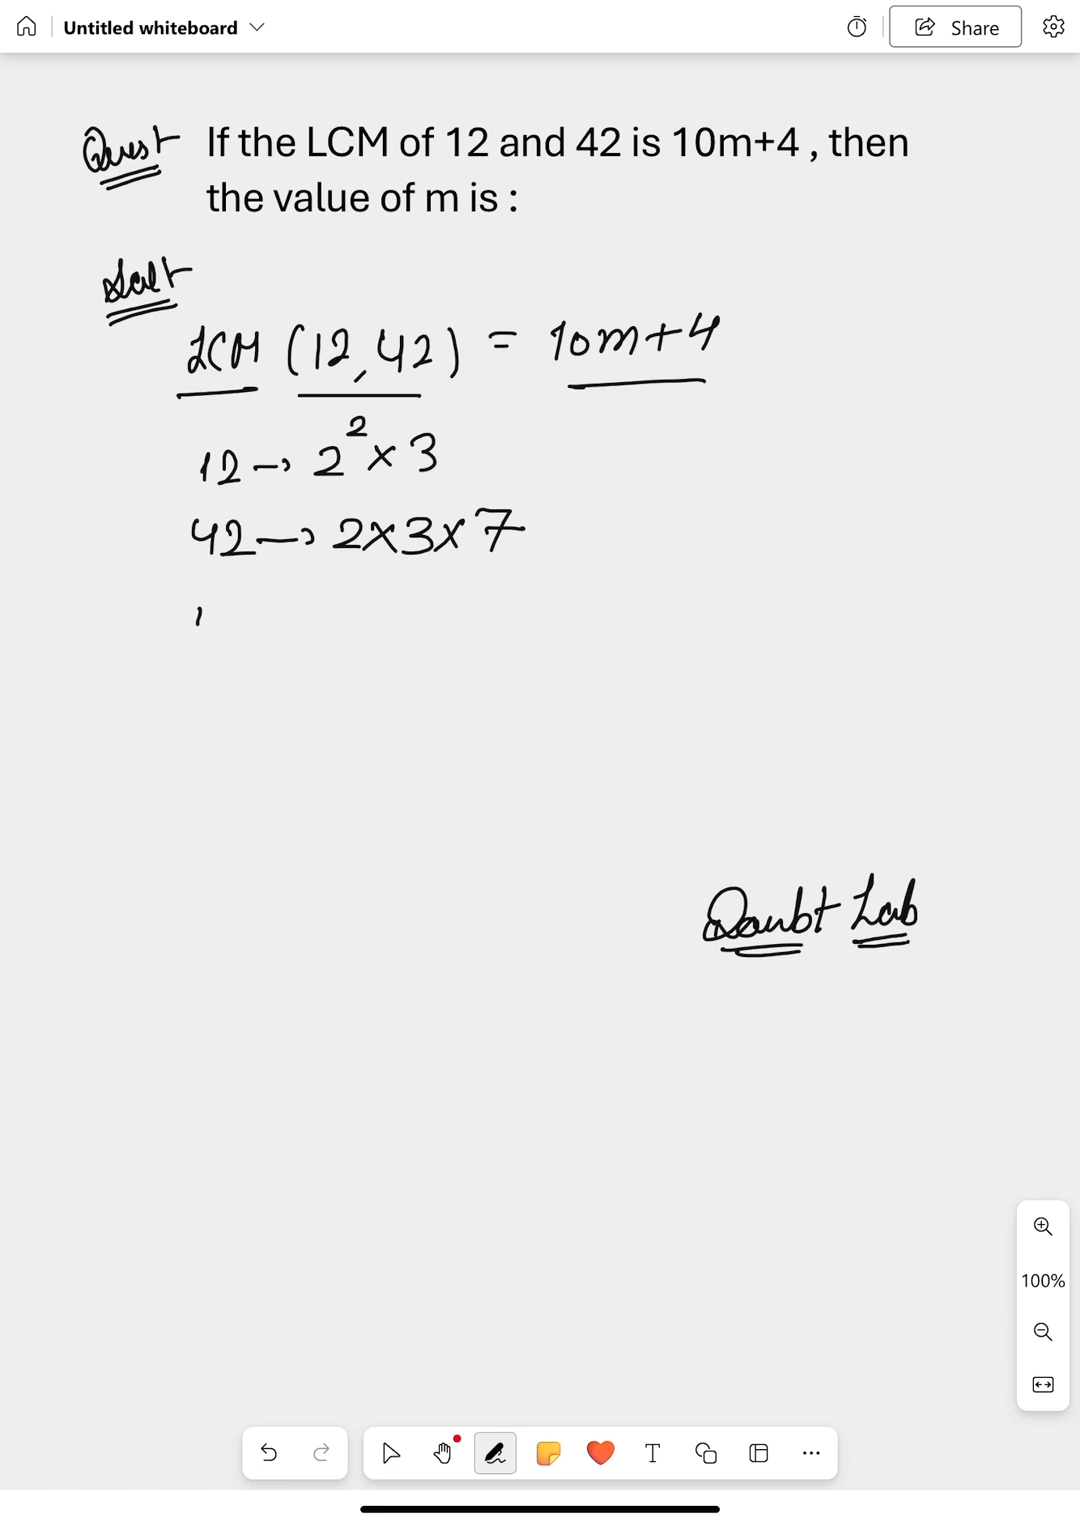 Untitled whiteboard
Share
Quest If the LCM of 12 and 42 is 10m+4 , then
the value of m is :
LCM (12,42) = 10m+4
12 → 2² × 3
42 → 2×3×7
Doubt Lab
100%
T